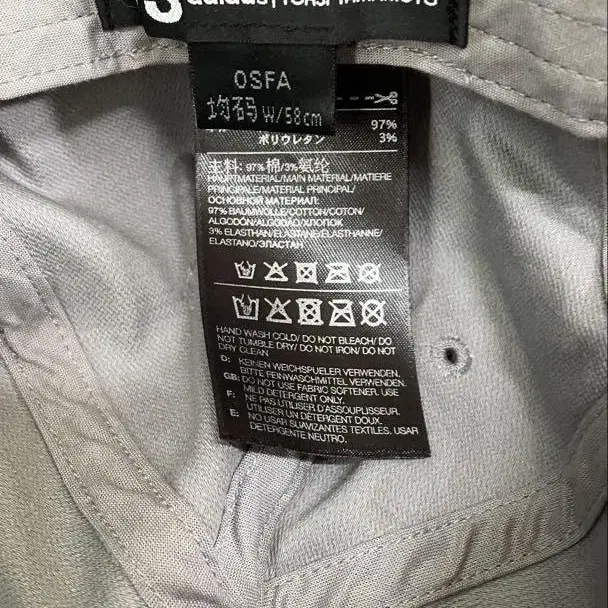 OSFA
均码 W/58cm
97%
ポリウレタン 3%
主料: 97%棉/3%氨纶
HAUPTMATERIAL/MAIN MATERIAL/MATIERE
PRINCIPALE/MATERIAL PRINCIPAL/
ОСНОВНОЙ МАТЕРИАЛ:
97% BAUMWOLLE/COTTON/COTON/
ALGODÓN/ALGODÃO/ХЛОПОК
3% ELASTHAN/ELASTANE/ÉLASTHANNE/
ELASTANO/ЭЛАСТАН
HAND WASH COLD/ DO NOT BLEACH/ DO
NOT TUMBLE DRY/ DO NOT IRON/ DO NOT
DRY CLEAN
D: KEINEN WEICHSPUELER VERWENDEN.
BITTE FEINWASCHMITTEL VERWENDEN.
GB: DO NOT USE FABRIC SOFTENER. USE
MILD DETERGENT ONLY.
F: NE PAS UTILISER D'ASSOUPLISSEUR.
UTILISER UN DÉTERGENT DOUX.
E: NO USAR SUAVIZANTES TEXTILES. USAR
DETERGENTE NEUTRO.